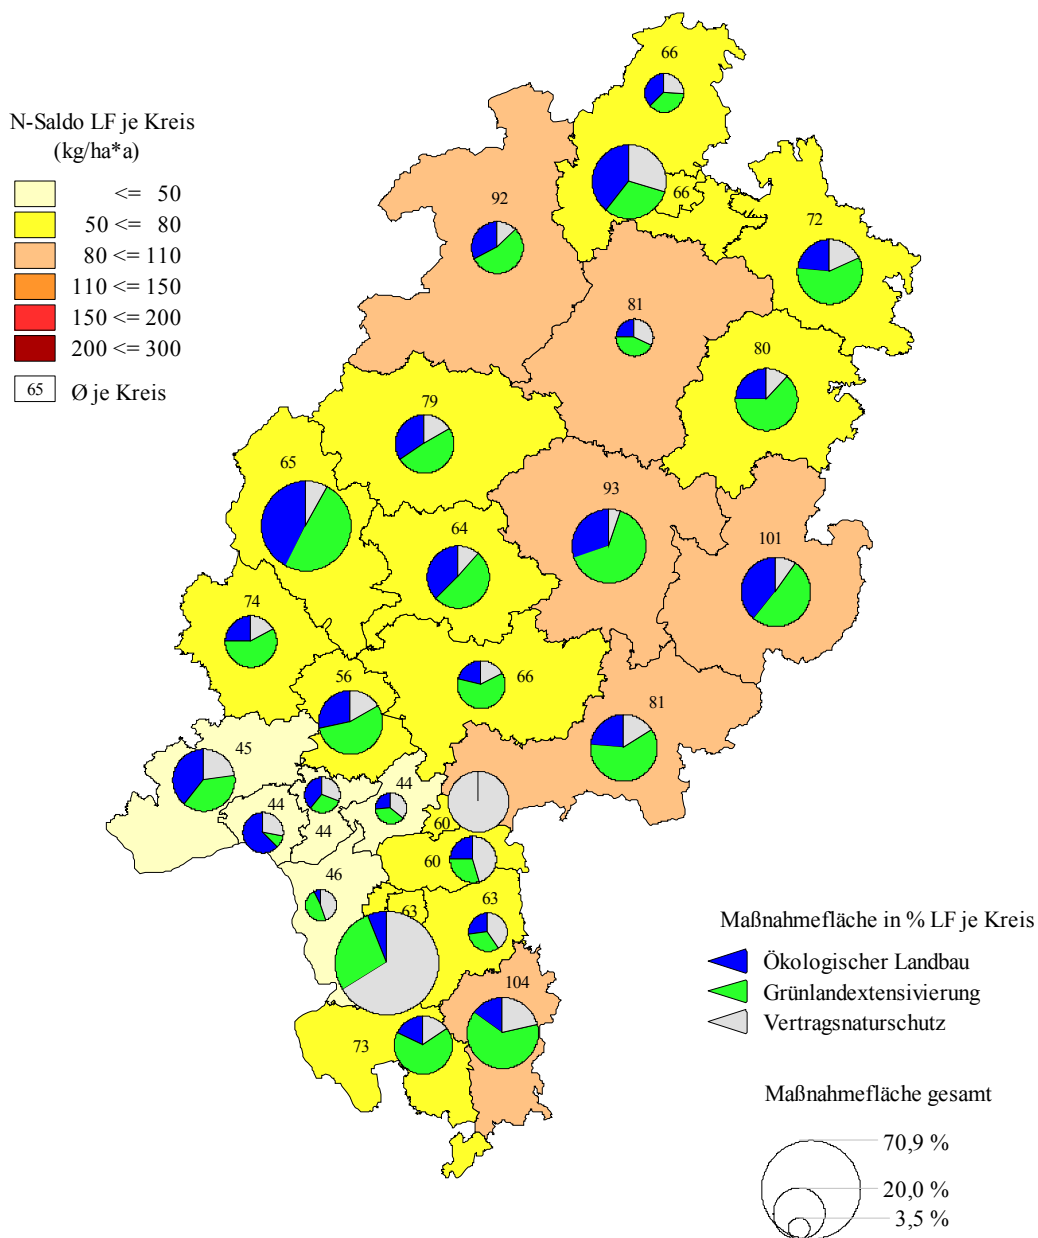 N-Saldo LF je Kreis
(kg/ha*a)
<= 50
50 <= 80
80 <= 110
110 <= 150
150 <= 200
200 <= 300
65 Ø je Kreis
66
92
66
72
81
80
79
65
93
64
101
74
56
66
81
45
44
44
44
60
60
46
63
63
104
73
Maßnahmefläche in % LF je Kreis
Ökologischer Landbau
Grünlandextensivierung
Vertragsnaturschutz
Maßnahmefläche gesamt
70,9 %
20,0 %
3,5 %